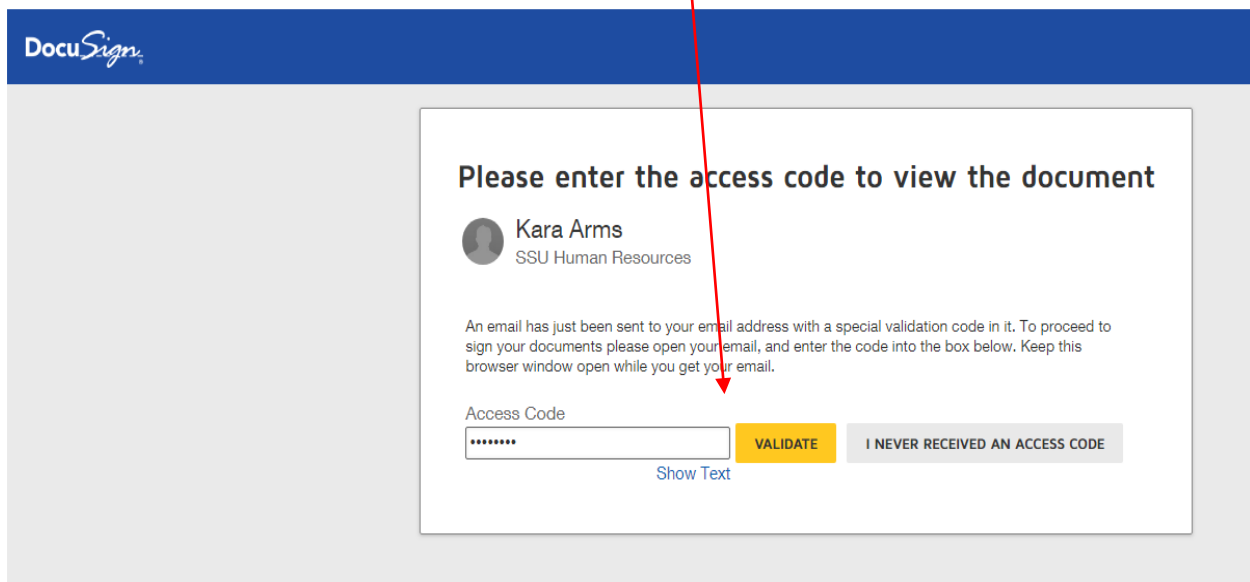 DocuSign
Please enter the access code to view the document
Kara Arms
SSU Human Resources
An email has just been sent to your email address with a special validation code in it. To proceed to
sign your documents please open your email, and enter the code into the box below. Keep this
browser window open while you get your email.
Access Code
••••••••
VALIDATE
I NEVER RECEIVED AN ACCESS CODE
Show Text